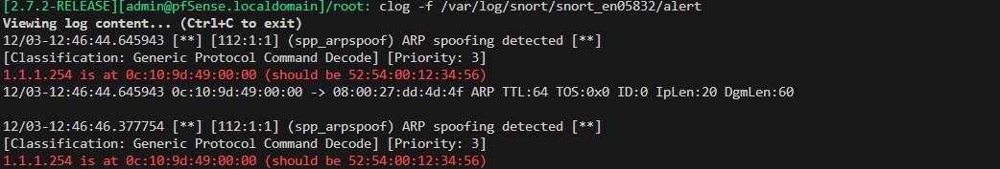 [2.7.2-RELEASE][admin@pfSense.localdomain]/root: clog -f /var/log/snort/snort_en05832/alert
Viewing log content... (Ctrl+C to exit)
12/03-12:46:44.645943 [**] [112:1:1] (spp_arpspoof) ARP spoofing detected [**]
[Classification: Generic Protocol Command Decode] [Priority: 3]
1.1.1.254 is at 0c:10:9d:49:00:00 (should be 52:54:00:12:34:56)
12/03-12:46:44.645943 0c:10:9d:49:00:00 -> 08:00:27:dd:4d:4f ARP TTL:64 TOS:0x0 ID:0 IpLen:20 DgmLen:60
12/03-12:46:46.377754 [**] [112:1:1] (spp_arpspoof) ARP spoofing detected [**]
[Classification: Generic Protocol Command Decode] [Priority: 3]
1.1.1.254 is at 0c:10:9d:49:00:00 (should be 52:54:00:12:34:56)